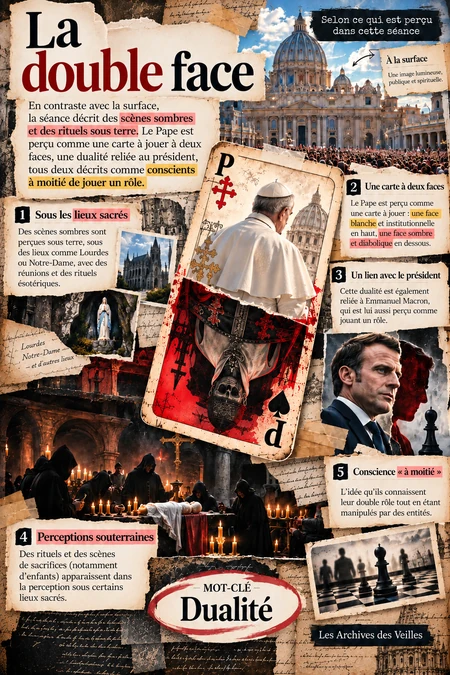 La
double face
Selon ce qui est perçu
dans cette séance
À la surface
Une image lumineuse,
publique et spirituelle.
En contraste avec la surface,
la séance décrit des scènes sombres
et des rituels sous terre. Le Pape est
perçu comme une carte à jouer à deux
faces, une dualité reliée au président,
tous deux décrits comme conscients
à moitié de jouer un rôle.
1 Sous les lieux sacrés
Des scènes sombres sont
perçues sous terre, sous
des lieux comme Lourdes
ou Notre-Dame, avec des
réunions et des rituels
ésotériques.
Lourdes
Notre-Dame
– et d'autres lieux
P
P
2 Une carte à deux faces
Le Pape est perçu comme
une carte à jouer : une face
blanche et institutionnelle
en haut, une face sombre
et diabolique en dessous.
3 Un lien avec le président
Cette dualité est également
reliée à Emmanuel Macron,
qui est lui aussi perçu comme
jouant un rôle.
4 Perceptions souterraines
Des rituels et des scènes
de sacrifices (notamment
d'enfants) apparaissent dans
la perception sous certains
lieux sacrés.
5 Conscience « à moitié »
L'idée qu'ils connaissent
leur double rôle tout en étant
manipulés par des entités.
– MOT-CLÉ –
Dualité
Les Archives des Veilles